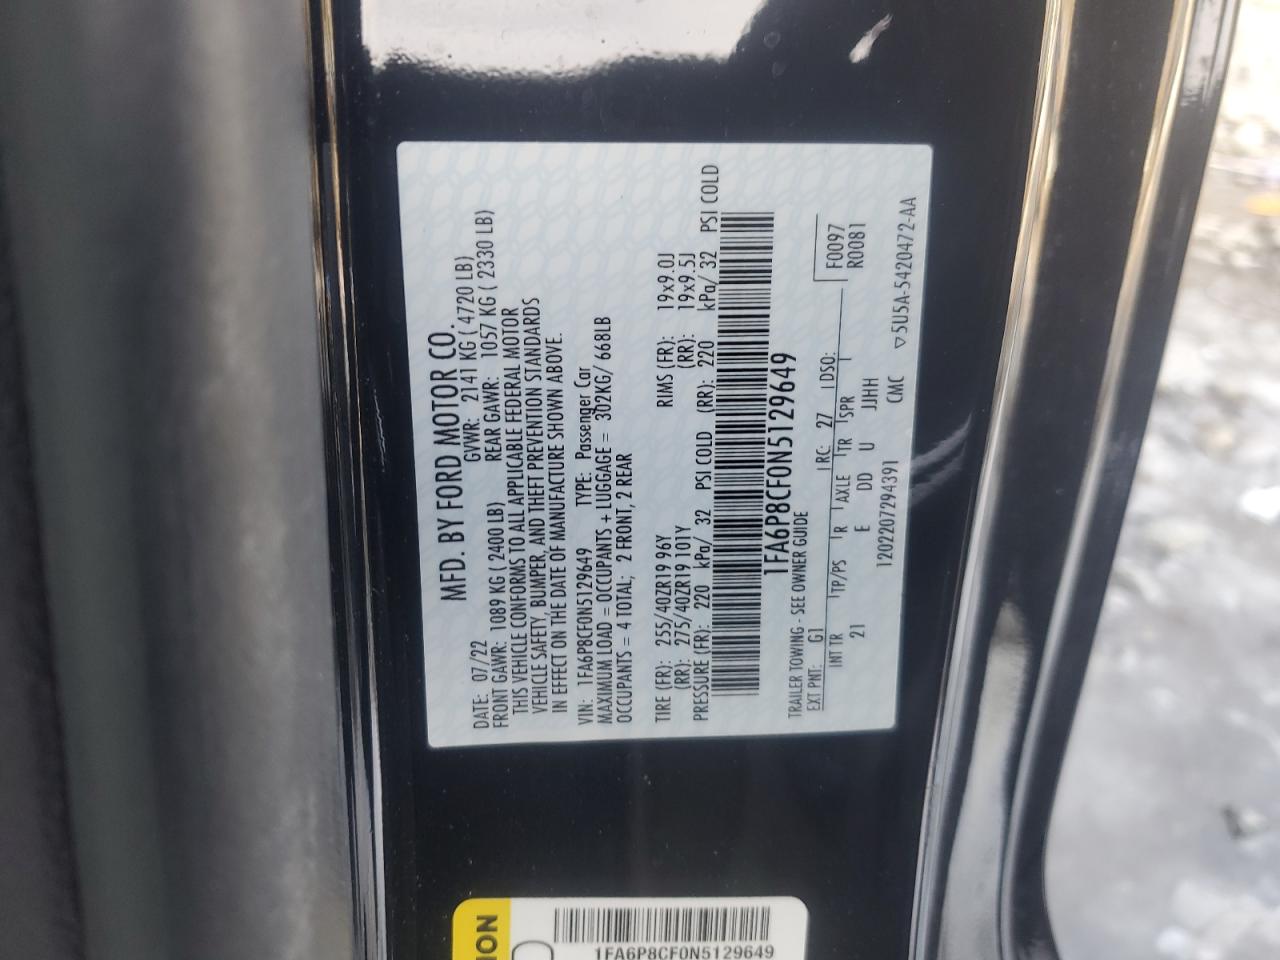 MFD. BY FORD MOTOR CO.
DATE: 07/22 GVWR: 2141 KG ( 4720 LB)
FRONT GAWR: 1089 KG ( 2400 LB) REAR GAWR: 1057 KG ( 2330 LB)
THIS VEHICLE CONFORMS TO ALL APPLICABLE FEDERAL MOTOR
VEHICLE SAFETY, BUMPER, AND THEFT PREVENTION STANDARDS
IN EFFECT ON THE DATE OF MANUFACTURE SHOWN ABOVE.
VIN: 1FA6P8CF0N5129649 TYPE: Passenger Car
MAXIMUM LOAD = OCCUPANTS + LUGGAGE = 302KG/ 668LB
OCCUPANTS = 4 TOTAL; 2 FRONT, 2 REAR
TIRE (FR): 255/40ZR19 96Y RIMS (FR): 19x9.0J
(RR): 275/40ZR19 101Y (RR): 19x9.5J
PRESSURE (FR): 220 kPa/ 32 PSI COLD (RR): 220 kPa/ 32 PSI COLD
1FA6P8CF0N5129649
TRAILER TOWING - SEE OWNER GUIDE
EXT PNT: G1 RC: 27 DSO: F0097
INT TR TP/PS R AXLE TR SPR R0081
21 E DD U JJHH
1202207294391 CMC ▽5U5A-5420472-AA
ION
1FA6P8CF0N5129649